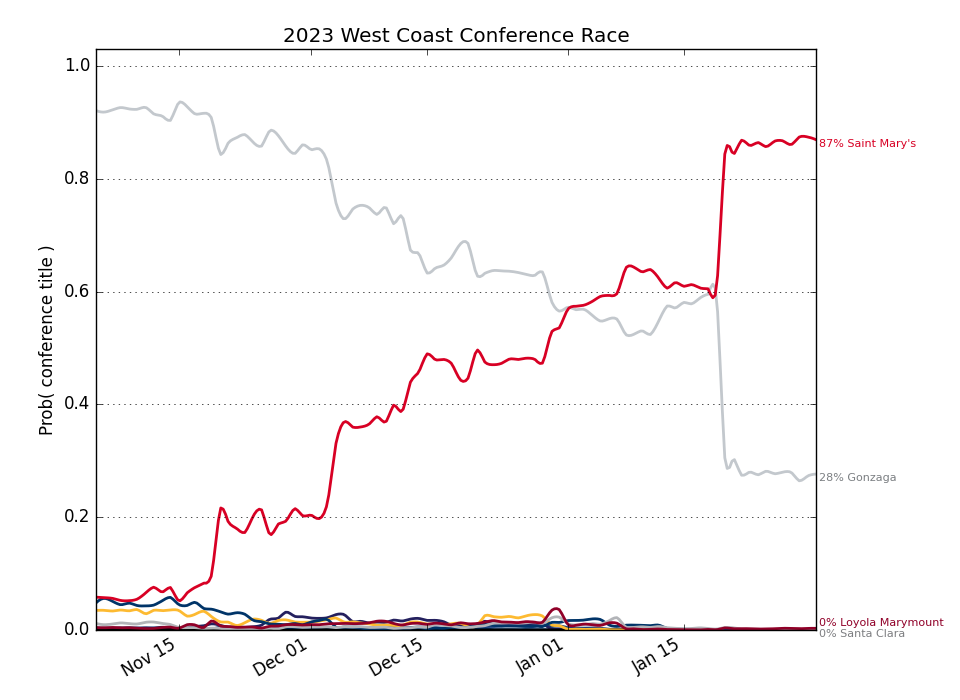 2023 West Coast Conference Race
Prob( conference title )
1.0
0.8
0.6
0.4
0.2
0.0
Nov 15
Dec 01
Dec 15
Jan 01
Jan 15
87% Saint Mary's
28% Gonzaga
0% Loyola Marymount
0% Santa Clara